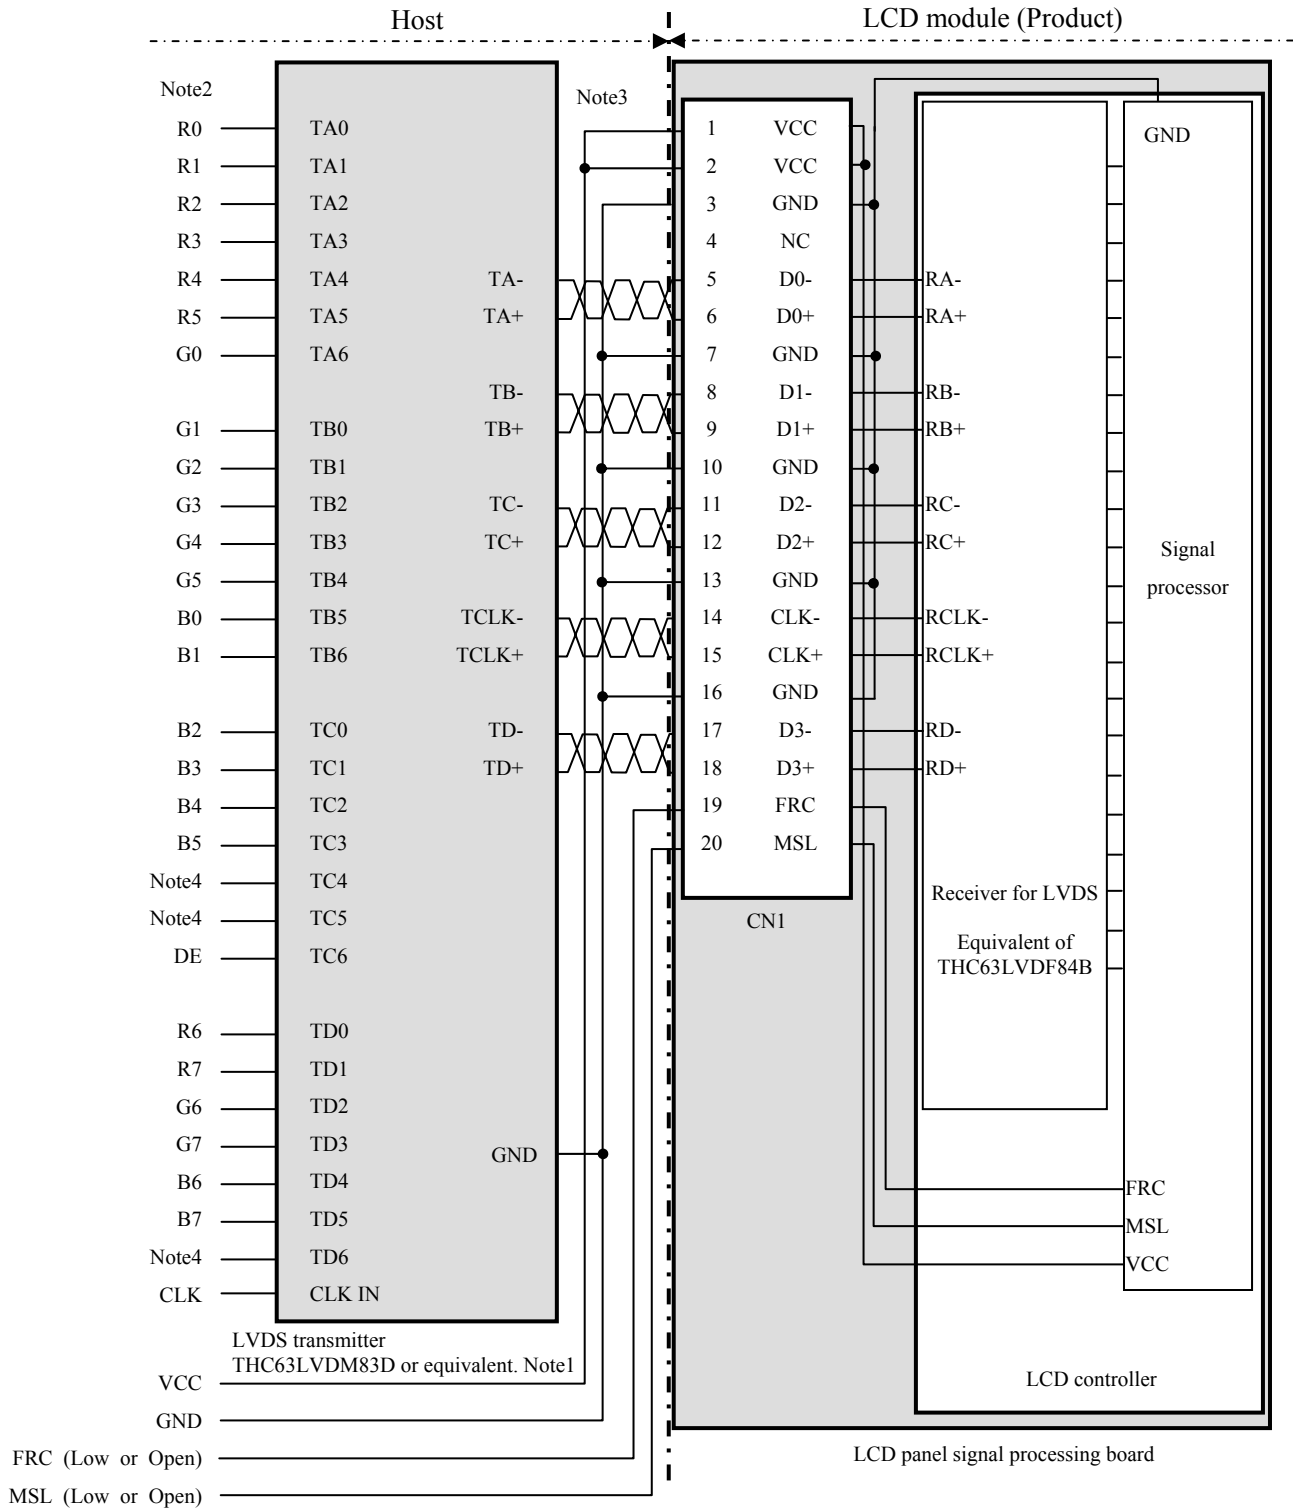 Host
LCD module (Product)
Note2
Note3
R0 TA0
R1 TA1
R2 TA2
R3 TA3
R4 TA4 TA-
R5 TA5 TA+
G0 TA6
TB-
G1 TB0 TB+
G2 TB1
G3 TB2 TC-
G4 TB3 TC+
G5 TB4
B0 TB5 TCLK-
B1 TB6 TCLK+
B2 TC0 TD-
B3 TC1 TD+
B4 TC2
B5 TC3
Note4 TC4
Note4 TC5
DE TC6
R6 TD0
R7 TD1
G6 TD2
G7 TD3
GND
B6 TD4
B7 TD5
Note4 TD6
CLK CLK IN
LVDS transmitter
THC63LVDM83D or equivalent. Note1
VCC
GND
FRC (Low or Open)
MSL (Low or Open)
1 VCC
2 VCC
3 GND
4 NC
5 D0- RA-
6 D0+ RA+
7 GND
8 D1- RB-
9 D1+ RB+
10 GND
11 D2- RC-
12 D2+ RC+
13 GND
14 CLK- RCLK-
15 CLK+ RCLK+
16 GND
17 D3- RD-
18 D3+ RD+
19 FRC
20 MSL
CN1
Receiver for LVDS
Equivalent of
THC63LVDF84B
GND
Signal
processor
FRC
MSL
VCC
LCD controller
LCD panel signal processing board